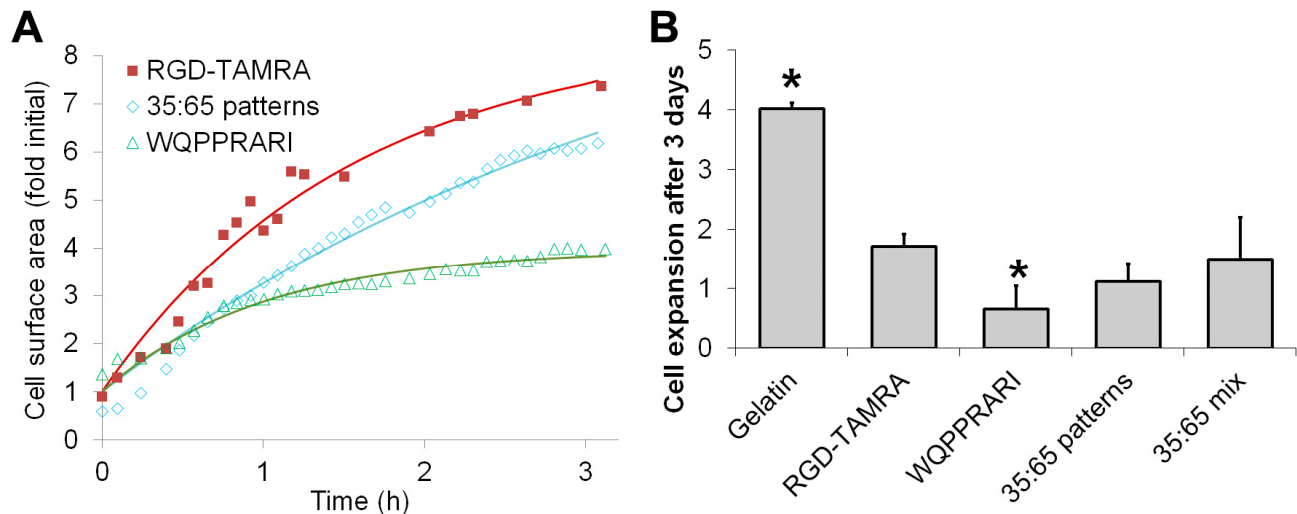 A
Cell surface area (fold initial)
8
7
6
5
4
3
2
1
0
RGD-TAMRA
35:65 patterns
WQPPRARI
0 1 2 3
Time (h)
B
Cell expansion after 3 days
5
4
3
2
1
0
*
*
Gelatin
RGD-TAMRA
WQPPRARI
35:65 patterns
35:65 mix